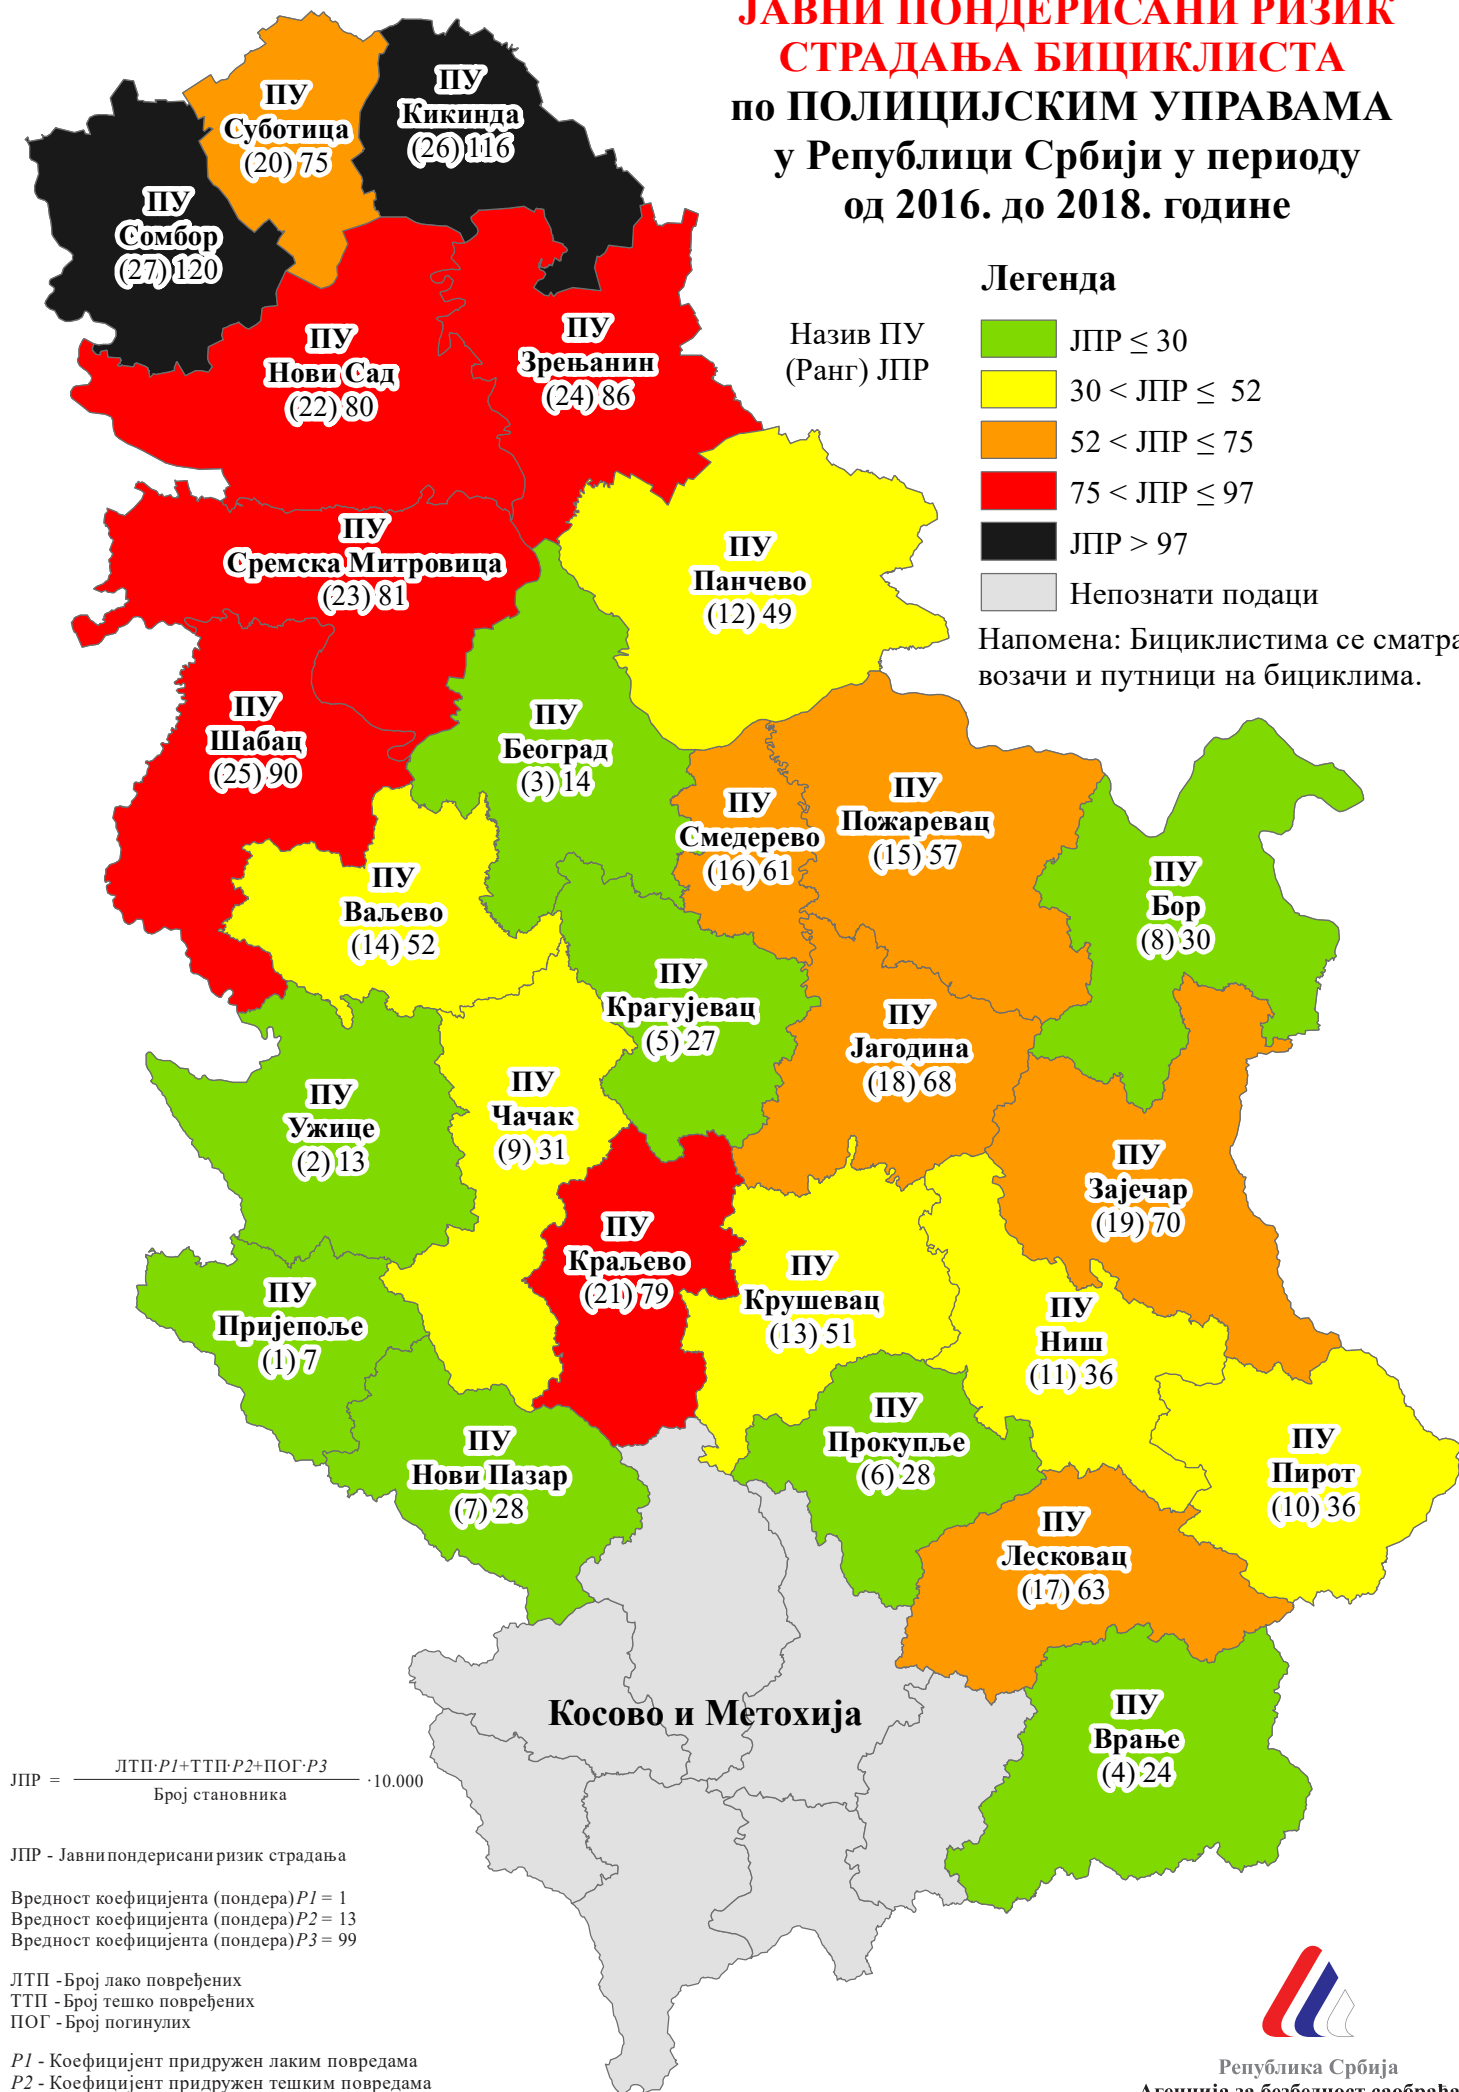 ЈАВНИ ПОНДЕРИСАНИ РИЗИК
СТРАДАЊА БИЦИКЛИСТА
по ПОЛИЦИЈСКИМ УПРАВАМА
у Републици Србији у периоду
од 2016. до 2018. године
Легенда
Назив ПУ
(Ранг) ЈПР
ЈПР ≤ 30
30 < ЈПР ≤ 52
52 < ЈПР ≤ 75
75 < ЈПР ≤ 97
ЈПР > 97
Непознати подаци
Напомена: Бициклистима се сматра
возачи и путници на бициклима.
ПУ
Суботица
(20) 75
ПУ
Кикинда
(26) 116
ПУ
Сомбор
(27) 120
ПУ
Нови Сад
(22) 80
ПУ
Зрењанин
(24) 86
ПУ
Сремска Митровица
(23) 81
ПУ
Панчево
(12) 49
ПУ
Шабац
(25) 90
ПУ
Београд
(3) 14
ПУ
Смедерево
(16) 61
ПУ
Пожаревац
(15) 57
ПУ
Бор
(8) 30
ПУ
Ваљево
(14) 52
ПУ
Крагујевац
(5) 27
ПУ
Јагодина
(18) 68
ПУ
Ужице
(2) 13
ПУ
Чачак
(9) 31
ПУ
Зајечар
(19) 70
ПУ
Краљево
(21) 79
ПУ
Крушевац
(13) 51
ПУ
Ниш
(11) 36
ПУ
Пријепоље
(1) 7
ПУ
Нови Пазар
(7) 28
ПУ
Прокупље
(6) 28
ПУ
Пирот
(10) 36
ПУ
Лесковац
(17) 63
Косово и Метохија
ПУ
Врање
(4) 24
ЈПР = ЛТП·P1+ТТП·P2+ПОГ·P3 ·10.000
Број становника
ЈПР - Јавни пондерисани ризик страдања
Вредност коефицијента (пондера) P1 = 1
Вредност коефицијента (пондера) P2 = 13
Вредност коефицијента (пондера) P3 = 99
ЛТП - Број лако повређених
ТТП - Број тешко повређених
ПОГ - Број погинулих
P1 - Коефицијент придружен лаким повредама
P2 - Коефицијент придружен тешким повредама
Република Србија
Агенција за безбедност саобраћа